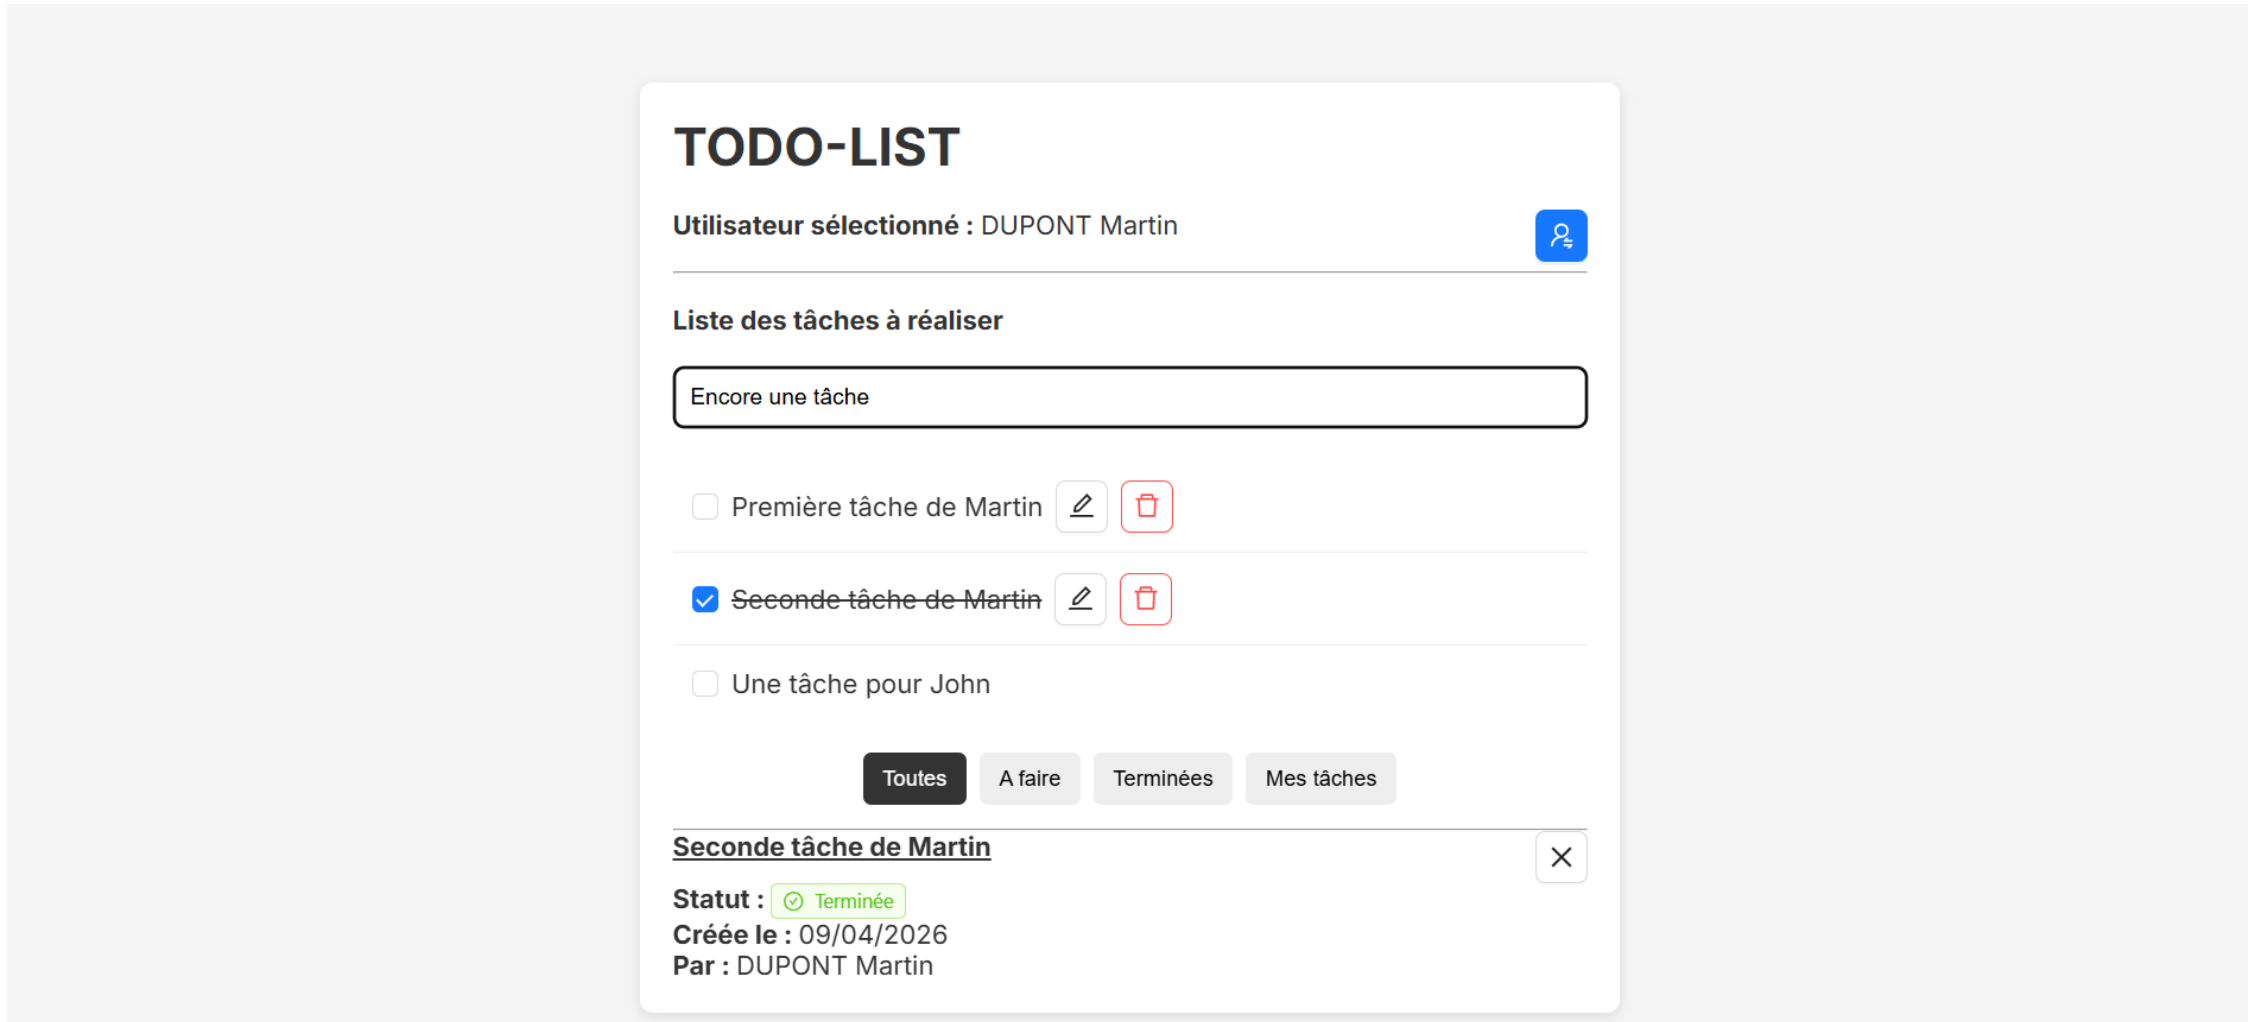 TODO-LIST
Utilisateur sélectionné : DUPONT Martin
Liste des tâches à réaliser
Encore une tâche
Première tâche de Martin
Seconde tâche de Martin
Une tâche pour John
Toutes A faire Terminées Mes tâches
Seconde tâche de Martin
Statut : Terminée
Créée le : 09/04/2026
Par : DUPONT Martin